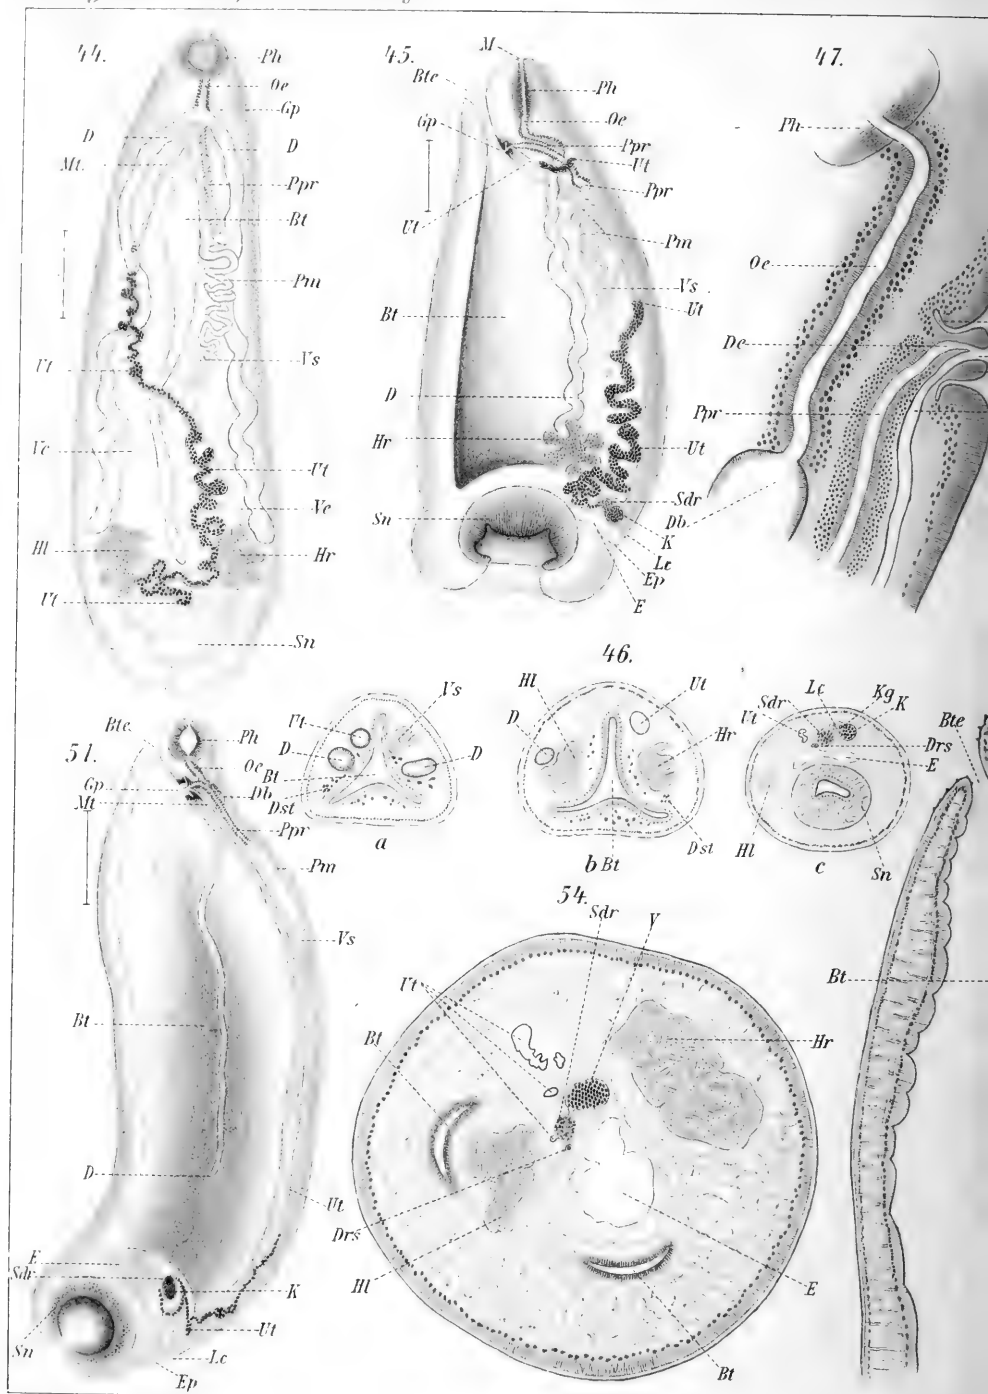 44.
Ph
Oe
Gp
D
Mt.
D
Ppr
Bt
Pm
Vs
Ut
Vc
Ut
Vc
Hl
Hr
Ut
Sn
45.
M
Bte
Ph
Oe
Gp
Ppr
Ut
Ppr
Ut
Pm
Vs
Ut
Bt
D
Hr
Ut
Sdr
Sn
K
Lc
Ep
E
47.
Ph
Oe
De
Ppr
Db
46.
Vs
Ut
D
D
Bt
Db
Dst
a
Hl
Ut
D
Hr
Dst
b
Bt
Lc
Kg
Sdr
K
Ut
Drs
E
Hl
Sn
c
51.
Bte.
Ph
Oe
Gp
Mt
Ppr
Pm
Vs
Bt
D
Ut
E
Sdr
K
Sn
Ut
Lc
Ep
54.
Sdr
V
Ut
Bt
Hr
Drs
Hl
E
Bt
Bte
Bt